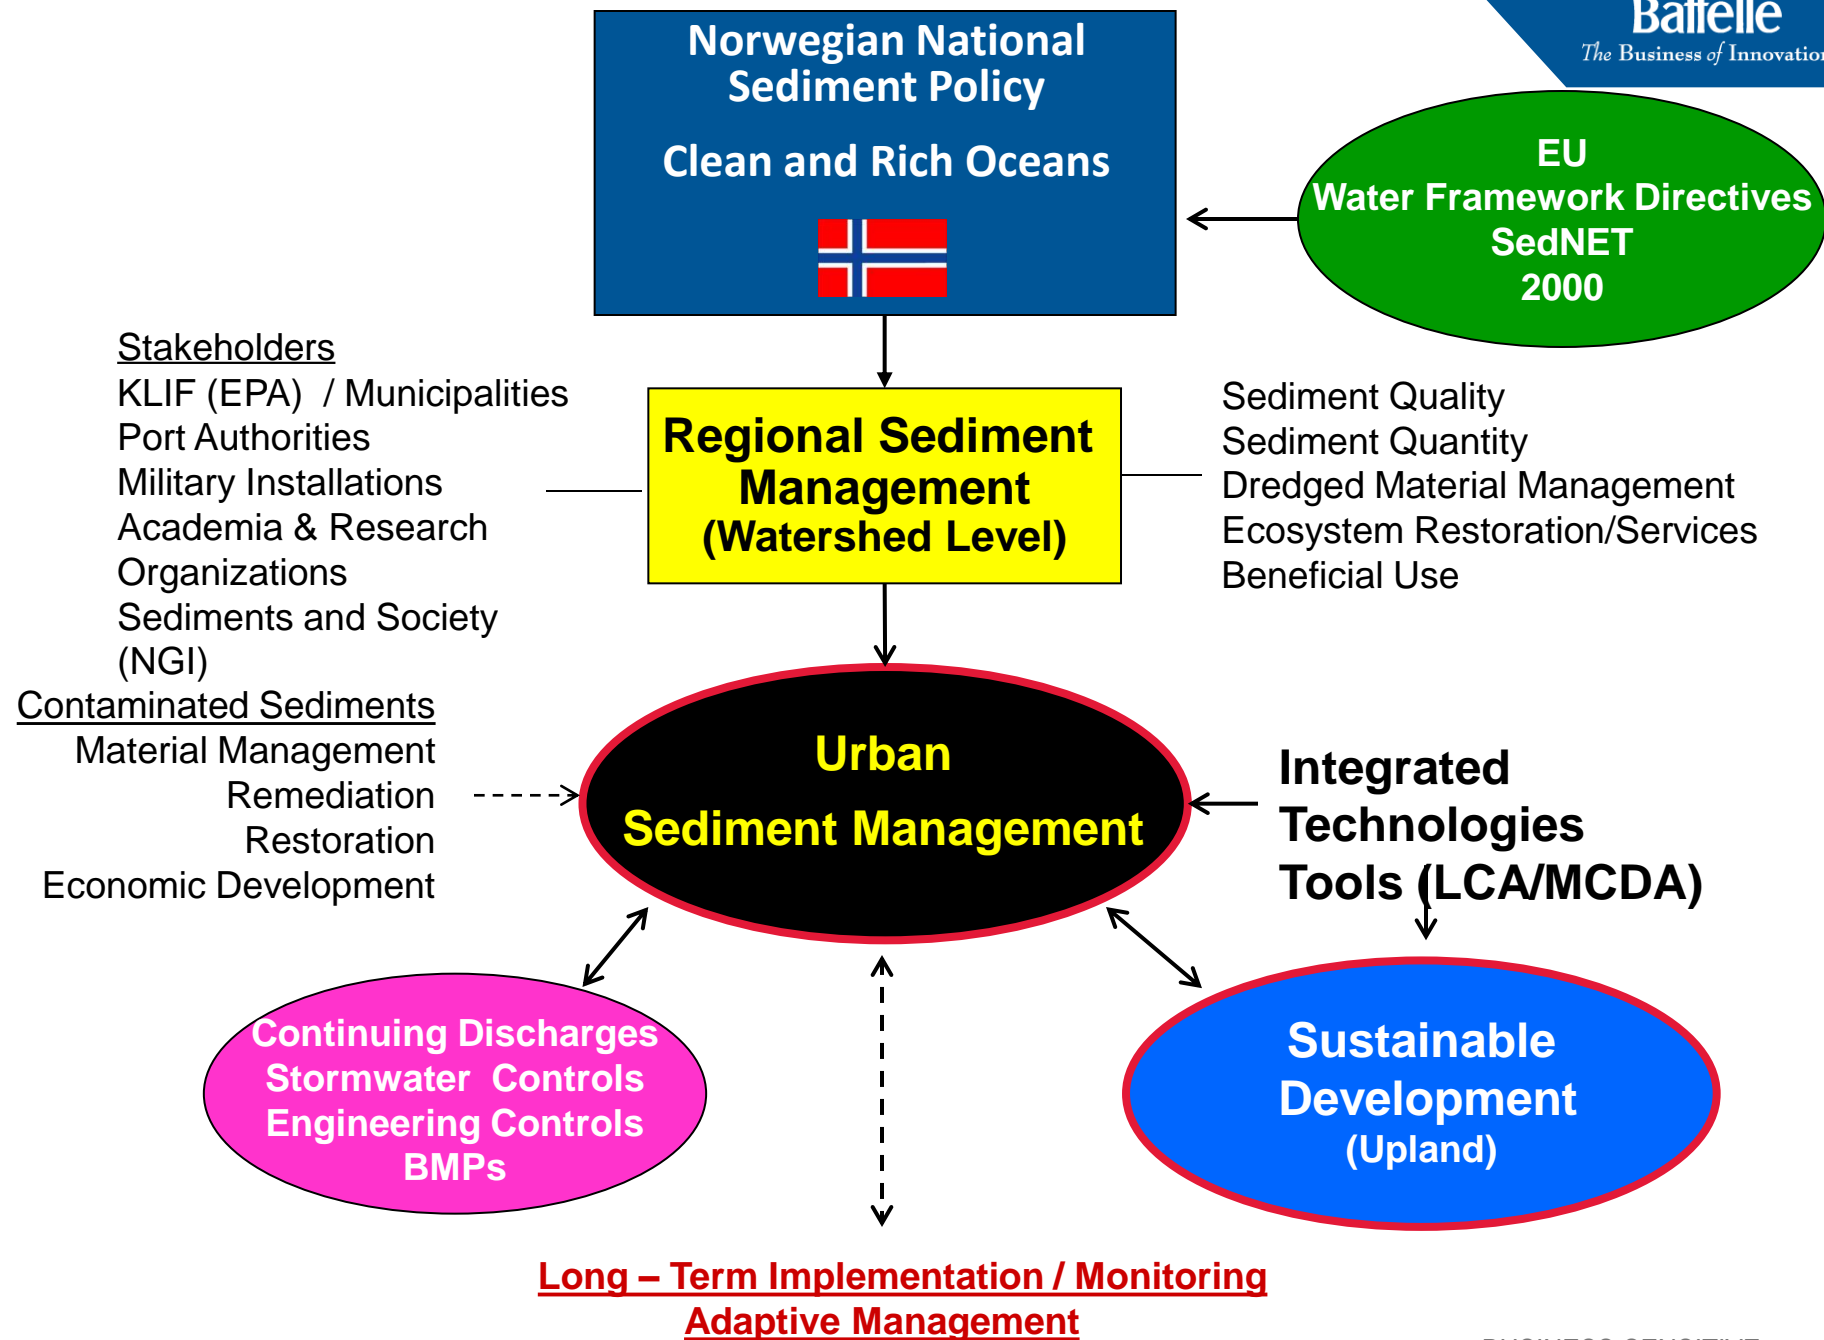 Battelle
The Business of Innovation
Norwegian National
Sediment Policy
Clean and Rich Oceans
EU
Water Framework Directives
SedNET
2000
Stakeholders
KLIF (EPA)  / Municipalities
Port Authorities
Military Installations
Academia & Research
Organizations
Sediments and Society
(NGI)
Regional Sediment
Management
(Watershed Level)
Sediment Quality
Sediment Quantity
Dredged Material Management
Ecosystem Restoration/Services
Beneficial Use
Contaminated Sediments
Material Management
Remediation
Restoration
Economic Development
Urban
Sediment Management
Integrated
Technologies
Tools (LCA/MCDA)
Continuing Discharges
Stormwater  Controls
Engineering Controls
BMPs
Sustainable
Development
(Upland)
Long – Term Implementation / Monitoring
Adaptive Management
BUSINESS SENSITIVE